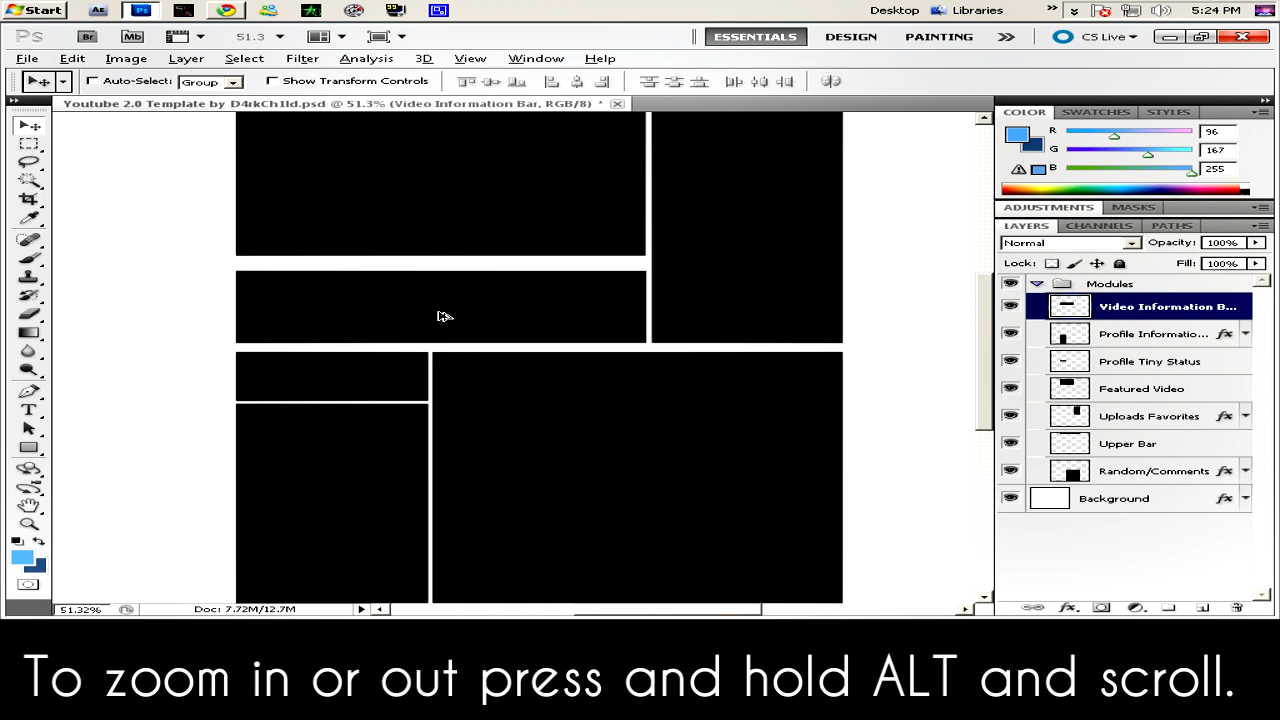 Start
Desktop
Libraries
5:24 PM
Ps
Br
Mb
51.3
ESSENTIALS
DESIGN
PAINTING
CS Live
File Edit Image Layer Select Filter Analysis 3D View Window Help
Auto-Select: Group Show Transform Controls
Youtube 2.0 Template by D4rkCh1ld.psd @ 51.3% (Video Information Bar, RGB/8) *
COLOR SWATCHES STYLES
R 96
G 167
B 255
ADJUSTMENTS MASKS
LAYERS CHANNELS PATHS
Normal Opacity: 100%
Lock: Fill: 100%
Modules
Video Information B...
Profile Informatio... fx
Profile Tiny Status
Featured Video
Uploads Favorites fx
Upper Bar
Random/Comments fx
Background fx
51.32% Doc: 7.72M/12.7M
To zoom in or out press and hold ALT and scroll.